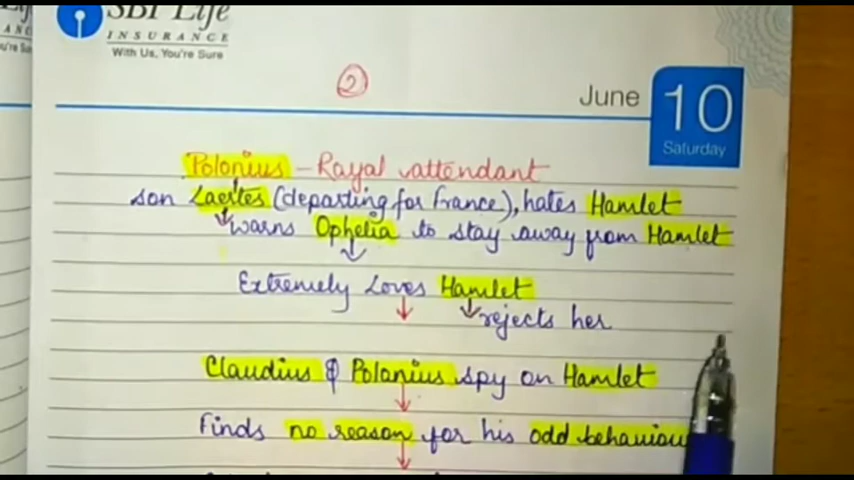 SBI Life
INSURANCE
With Us, You're Sure
2
June 10
Saturday
Polonius - Royal attendant
son Laertes (departing for france), hates Hamlet
warns Ophelia to stay away from Hamlet
Extremely Loves Hamlet
rejects her
Claudius & Polonius spy on Hamlet
Finds no reason for his odd behaviour